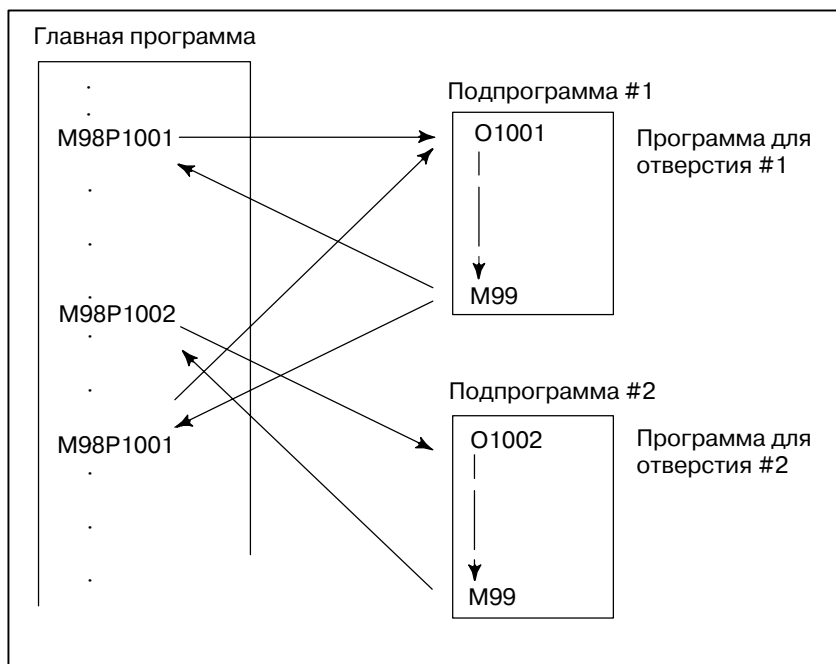 Главная программа
M98P1001
M98P1002
M98P1001
Подпрограмма #1
O1001
M99
Программа для
отверстия #1
Подпрограмма #2
O1002
M99
Программа для
отверстия #2